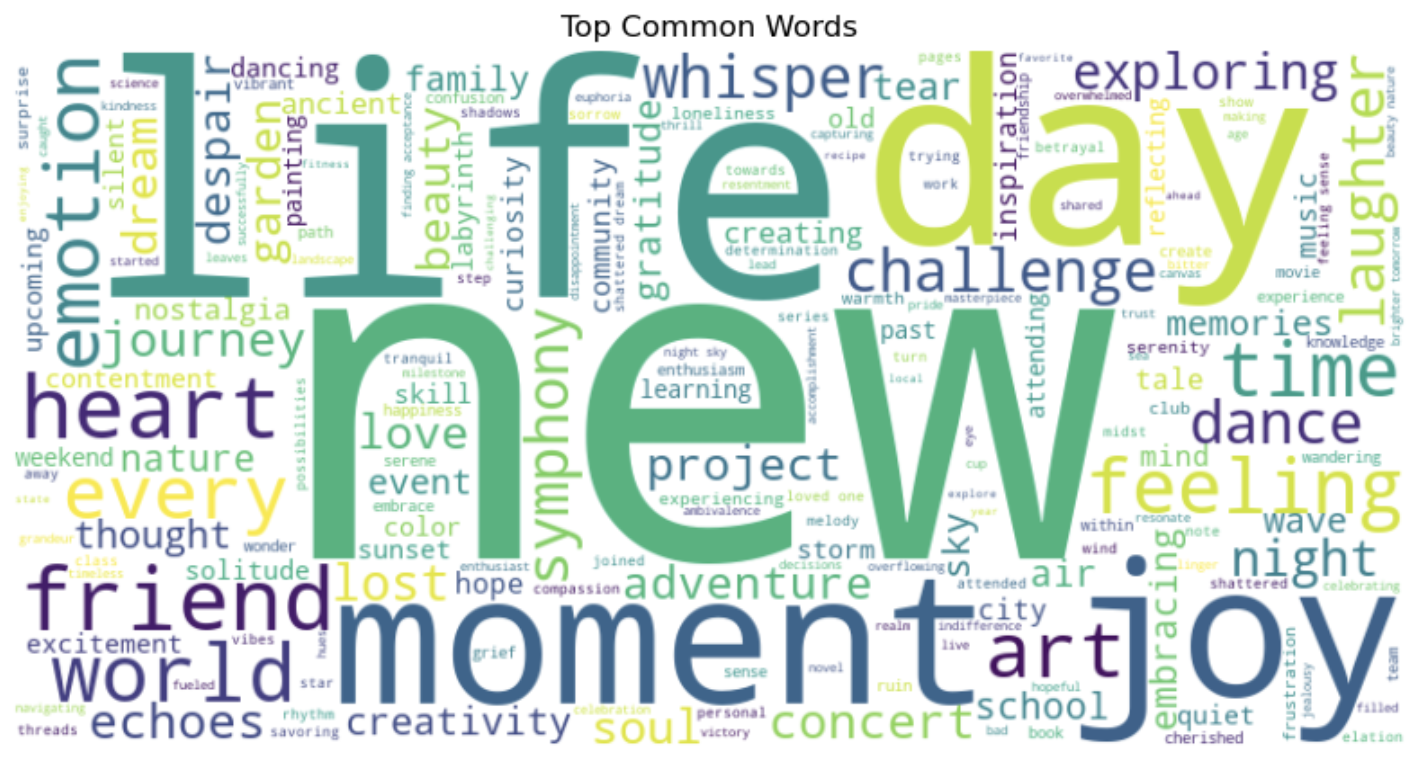 Top Common Words
life
new
day
joy
moment
heart
friend
world
time
feeling
every
emotion
exploring
whisper
laughter
challenge
art
dance
night
dream
despair
garden
beauty
family
tear
dancing
ancient
silent
painting
labyrinth
curiosity
community
gratitude
creating
inspiration
reflecting
music
upcoming
surprise
science
kindness
caught
enjoying
started
vibrant
successfully
leaves
path
landscape
fitness
finding acceptance
confusion
shadows
challenging
step
euphoria
sorrow
disappointment
shattered dream
loneliness
thrill
capturing
old
recipe
pages
towards
resentment
determination
lead
trying
work
friendship
favorite
overwhelmed
betrayal
shared
ahead
show
making
age
create
bitter
canvas
movie
feeling sense
beauty nature
brighter tomorrow
experience
nostalgia
journey
contentment
weekend
nature
away
state
possibilities
thought
wonder
grandeur
class
timeless
solitude
tranquil
milestone
skill
happiness
love
serene
event
embrace
color
sunset
symphony
night sky
enthusiasm
learning
series
accomplishment
project
experiencing
loved one
ambivalence
melody
storm
warmth
pride
masterpiece
past
turn
local
attending
trust
memories
serenity
knowledge
sea
tale
club
midst
mind
wandering
eye
cup
explore
year
sky
within
resonate
note
wave
wind
linger
shattered
celebrating
air
embracing
lost
enthusiast
hope
compassion
joined
adventure
decisions
overflowing
attended
city
realm
indifference
live
excitement
vibes
hues
fueled
star
grief
sense
novel
ruin
school
hopeful
bad
book
quiet
cherished
frustration
jealousy
team
filled
elation
navigating
threads
echoes
rhythm
savoring
creativity
celebration
soul
personal
victory
concert